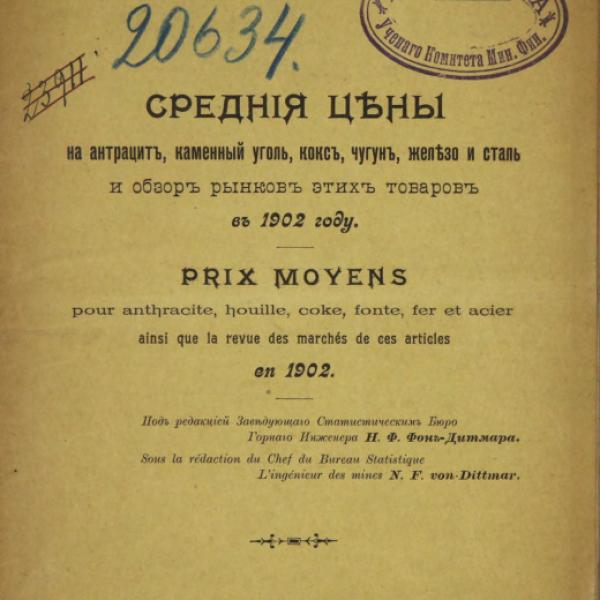 20634.
Ученаго Комитета Мин. Фин.
СРЕДНІЯ ЦѢНЫ
на антрацитъ, каменный уголь, коксъ, чугунъ, желѣзо и сталь
и обзоръ рынковъ этихъ товаровъ
въ 1902 году.
PRIX MOYENS
pour anthracite, houille, coke, fonte, fer et acier
ainsi que la revue des marchés de ces articles
en 1902.
Подъ редакціей Завѣдующаго Статистическимъ Бюро
Горнаго Инженера Н. Ф. Фонъ-Дитмара.
Sous la rédaction du Chef du Bureau Statistique
L'ingénieur des mines N. F. von-Dittmar.